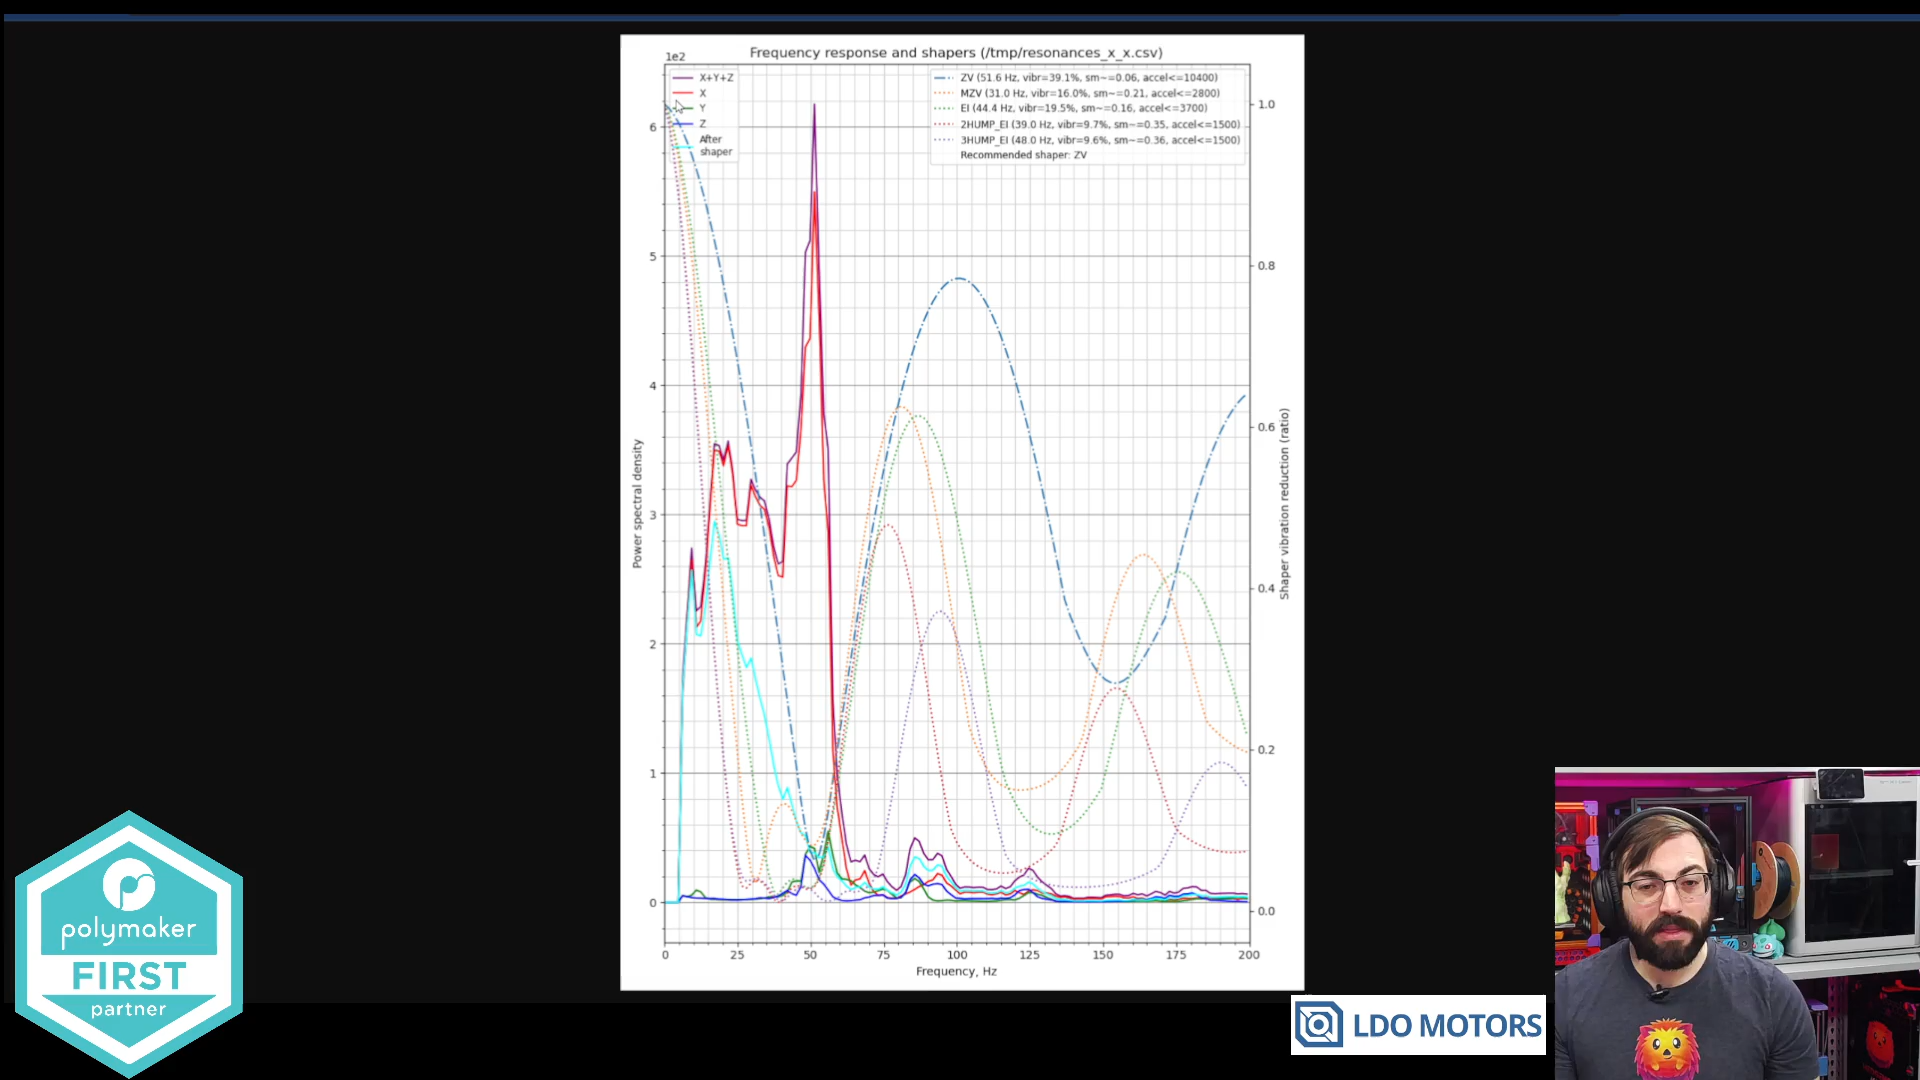 Frequency response and shapers (/tmp/resonances_x_x.csv)
1e2
X+Y+Z
X
Y
Z
After
shaper
ZV (51.6 Hz, vibr=39.1%, sm~=0.06, accel<=10400)
MZV (31.0 Hz, vibr=16.0%, sm~=0.21, accel<=2800)
EI (44.4 Hz, vibr=19.5%, sm~=0.16, accel<=3700)
2HUMP_EI (39.0 Hz, vibr=9.7%, sm~=0.35, accel<=1500)
3HUMP_EI (48.0 Hz, vibr=9.6%, sm~=0.36, accel<=1500)
Recommended shaper: ZV
6
5
4
3
2
1
0
Power spectral density
1.0
0.8
0.6
0.4
0.2
0.0
Shaper vibration reduction (ratio)
0 25 50 75 100 125 150 175 200
Frequency, Hz
polymaker
FIRST
partner
LDO MOTORS